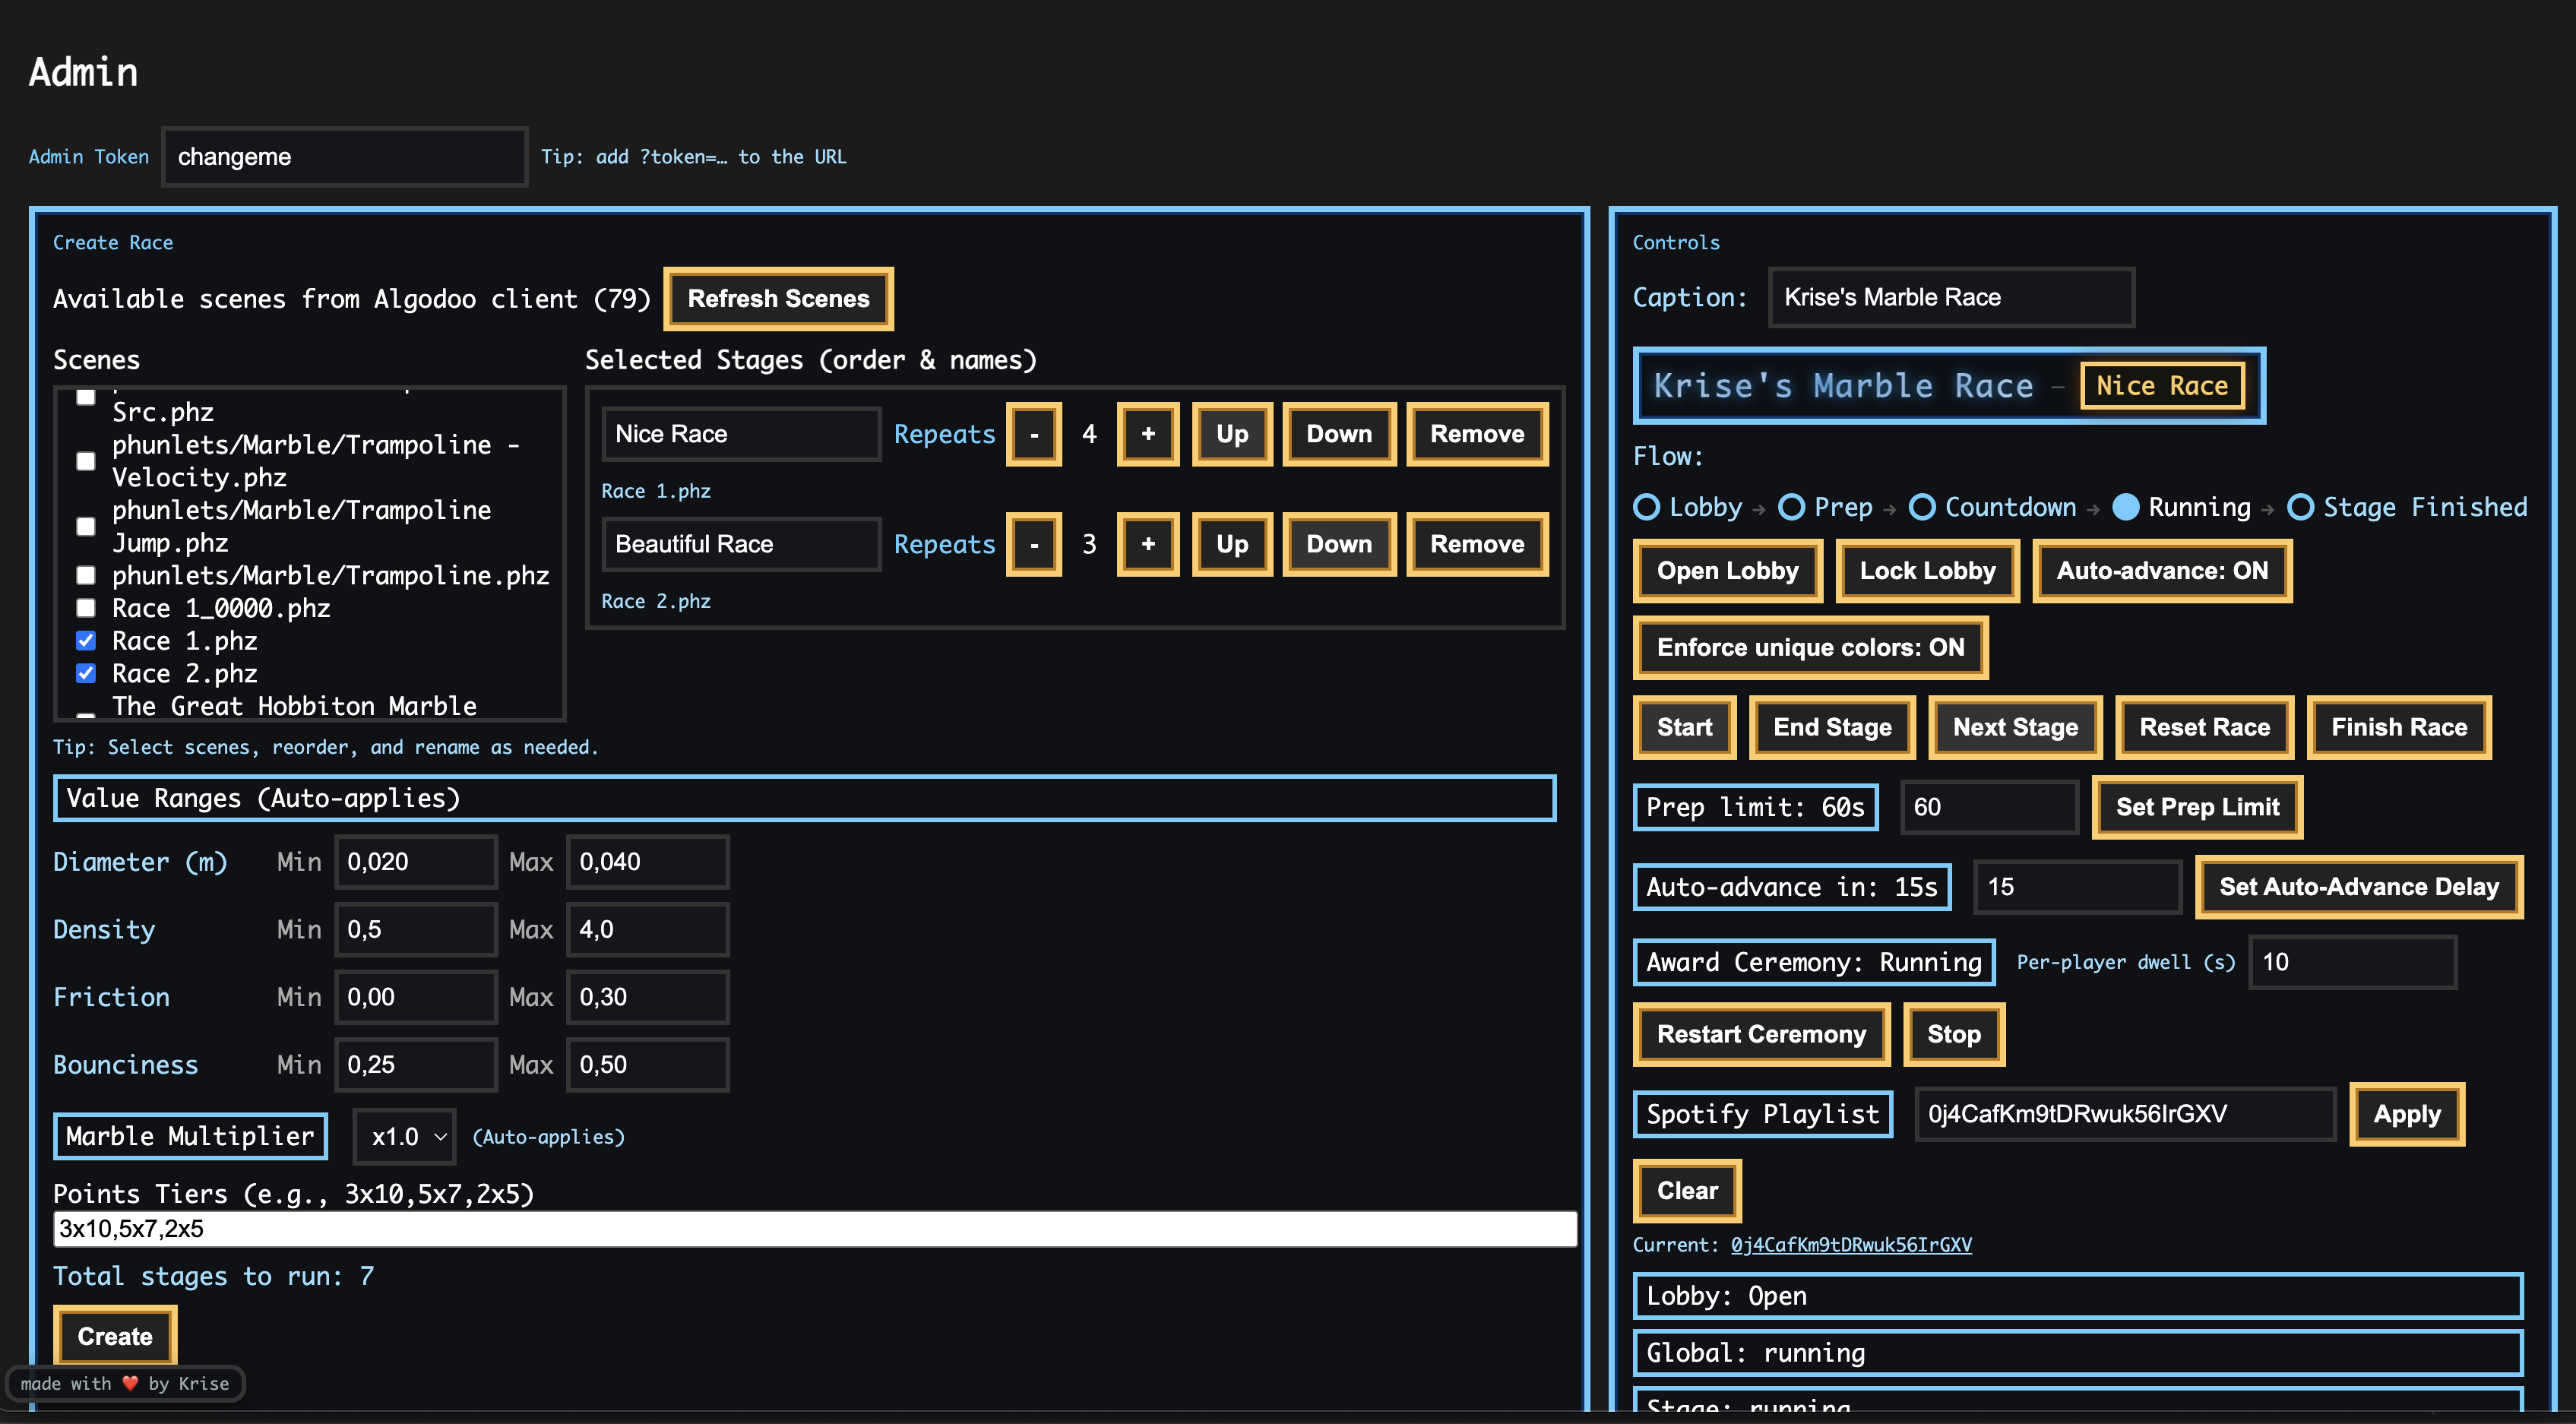 Admin
Admin Token changeme Tip: add ?token=… to the URL
Create Race
Available scenes from Algodoo client (79) Refresh Scenes
Scenes
Src.phz
phunlets/Marble/Trampoline -
Velocity.phz
phunlets/Marble/Trampoline
Jump.phz
phunlets/Marble/Trampoline.phz
Race 1_0000.phz
Race 1.phz
Race 2.phz
The Great Hobbiton Marble
Selected Stages (order & names)
Nice Race Repeats - 4 + Up Down Remove
Race 1.phz
Beautiful Race Repeats - 3 + Up Down Remove
Race 2.phz
Tip: Select scenes, reorder, and rename as needed.
Value Ranges (Auto-applies)
Diameter (m) Min 0,020 Max 0,040
Density Min 0,5 Max 4,0
Friction Min 0,00 Max 0,30
Bounciness Min 0,25 Max 0,50
Marble Multiplier x1.0 (Auto-applies)
Points Tiers (e.g., 3x10,5x7,2x5)
3x10,5x7,2x5
Total stages to run: 7
Create
made with ❤️ by Krise
Controls
Caption: Krise's Marble Race
Krise's Marble Race — Nice Race
Flow:
Lobby → Prep → Countdown → Running → Stage Finished
Open Lobby Lock Lobby Auto-advance: ON
Enforce unique colors: ON
Start End Stage Next Stage Reset Race Finish Race
Prep limit: 60s 60 Set Prep Limit
Auto-advance in: 15s 15 Set Auto-Advance Delay
Award Ceremony: Running Per-player dwell (s) 10
Restart Ceremony Stop
Spotify Playlist 0j4CafKm9tDRwuk56IrGXV Apply
Clear
Current: 0j4CafKm9tDRwuk56IrGXV
Lobby: Open
Global: running
Stage: running